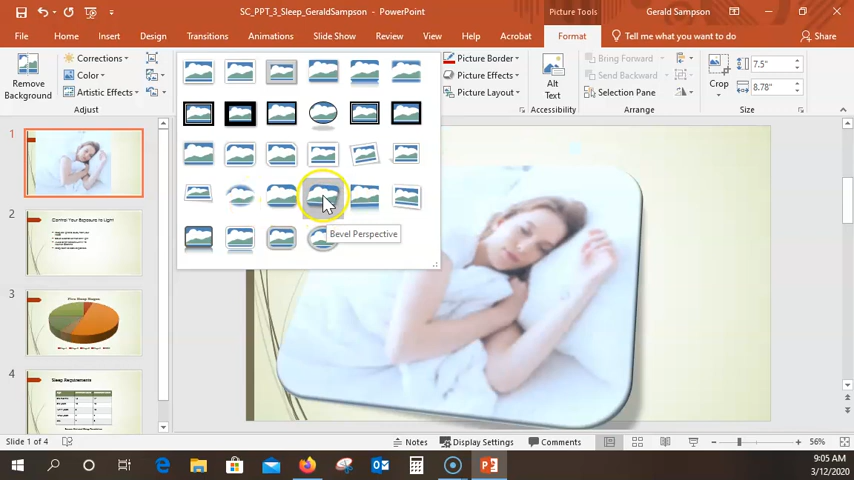 SC_PPT_3_Sleep_GeraldSampson - PowerPoint
Picture Tools
Gerald Sampson
File
Home
Insert
Design
Transitions
Animations
Slide Show
Review
View
Help
Acrobat
Format
Tell me what you want to do
Share
Remove
Background
Corrections
Color
Artistic Effects
Adjust
Picture Border
Picture Effects
Picture Layout
Alt
Text
Accessibility
Bring Forward
Send Backward
Selection Pane
Arrange
Crop
7.5"
8.78"
Size
Bevel Perspective
1
2
Control Your Exposure to Light
3
Five Sleep Stages
4
Sleep Requirements
Slide 1 of 4
Notes
Display Settings
Comments
56%
9:05 AM
3/12/2020